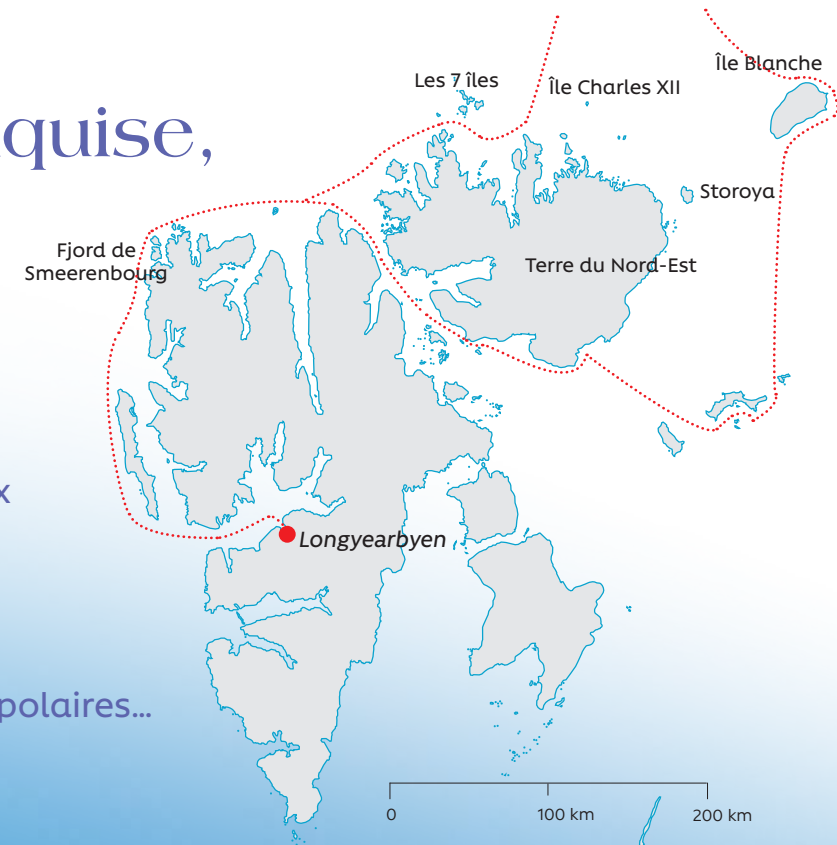 Île Blanche
Les 7 îles
Île Charles XII
quise,
Storoya
Fjord de
Smeerenbourg
Terre du Nord-Est
x
Longyearbyen
polaires...
0
100 km
200 km